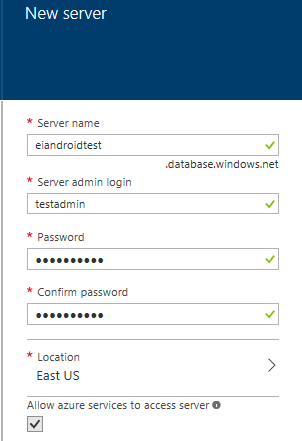 New server
* Server name
eiandroidtest
.database.windows.net
* Server admin login
testadmin
* Password
●●●●●●●●●●
* Confirm password
●●●●●●●●●●
* Location
East US
Allow azure services to access server